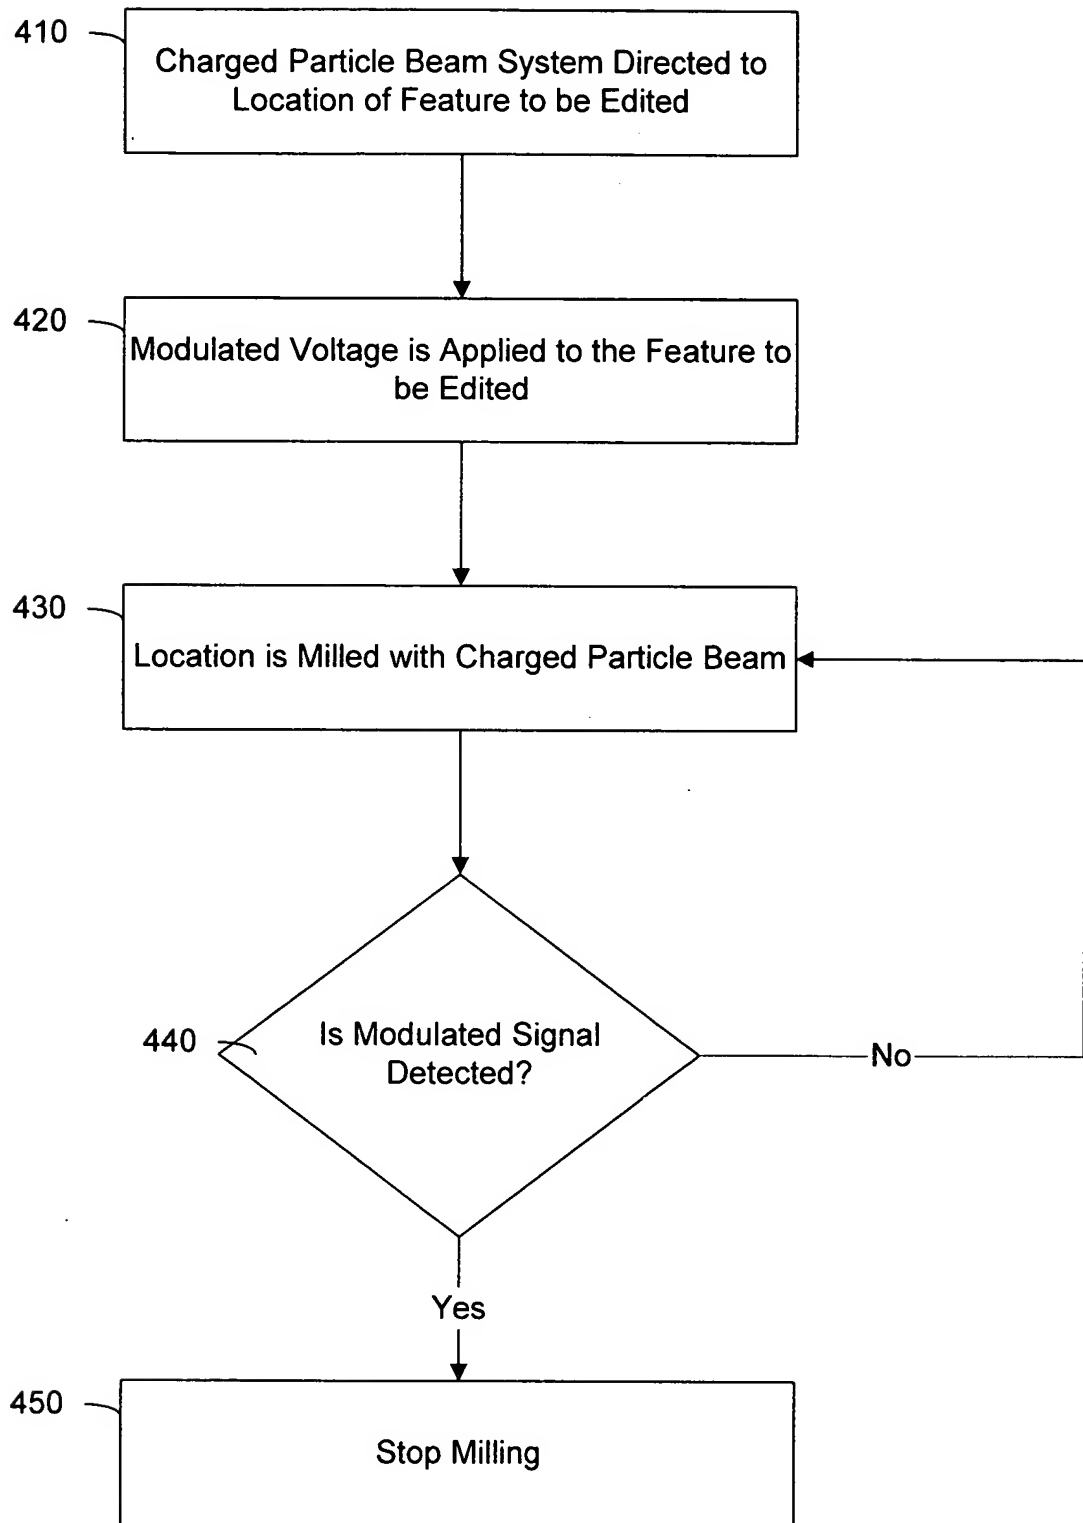 410
Charged Particle Beam System Directed to
Location of Feature to be Edited
420
Modulated Voltage is Applied to the Feature to
be Edited
430
Location is Milled with Charged Particle Beam
440
Is Modulated Signal
Detected?
No
Yes
450
Stop Milling